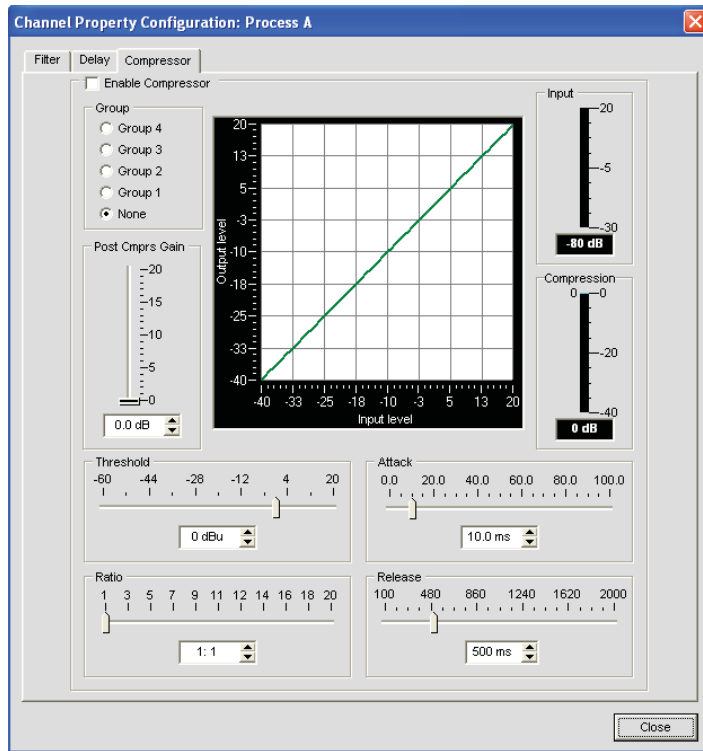 Channel Property Configuration: Process A
Filter Delay Compressor
Enable Compressor
Group
Group 4
Group 3
Group 2
Group 1
None
Post Cmprs Gain
20
15
10
5
0
0.0 dB
Output level
20
13
5
-3
-10
-18
-25
-33
-40
-40 -33 -25 -18 -10 -3 5 13 20
Input level
Input
20
-5
-30
-80 dB
Compression
0 0
-20
-40
0 dB
Threshold
-60 -44 -28 -12 4 20
0 dBu
Attack
0.0 20.0 40.0 60.0 80.0 100.0
10.0 ms
Ratio
1 3 5 7 9 11 12 14 16 18 20
1: 1
Release
100 480 860 1240 1620 2000
500 ms
Close